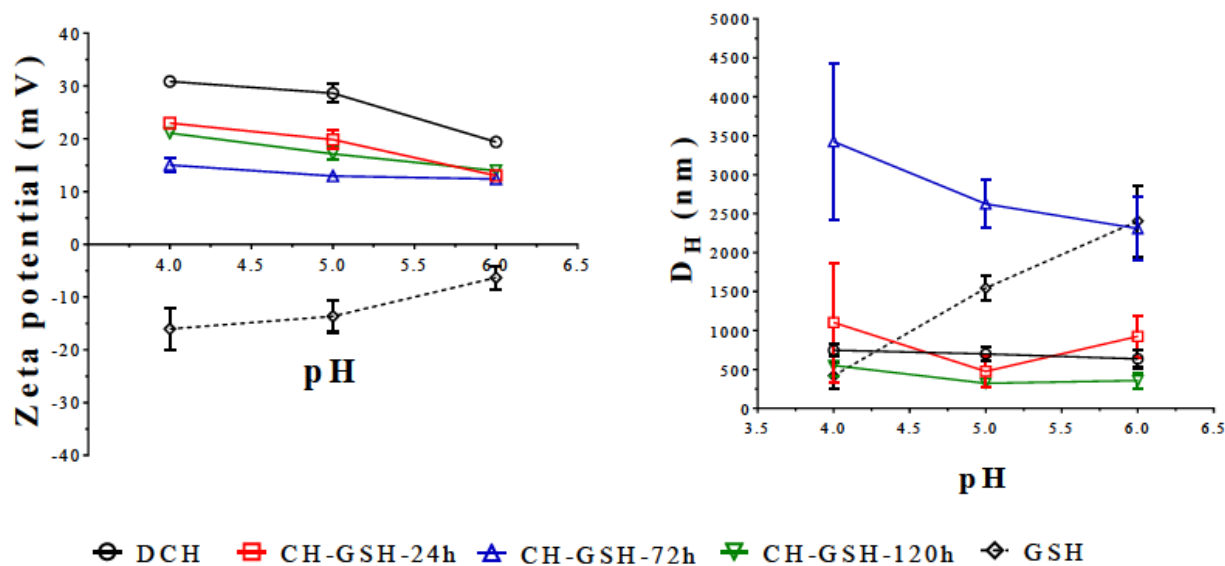 Zeta potential (mV)
40
30
20
10
0
-10
-20
-30
-40
4.0 4.5 5.0 5.5 6.0 6.5
pH
D_H (nm)
5000
4500
4000
3500
3000
2500
2000
1500
1000
500
0
3.5 4.0 4.5 5.0 5.5 6.0 6.5
pH
DCH CH-GSH-24h CH-GSH-72h CH-GSH-120h GSH